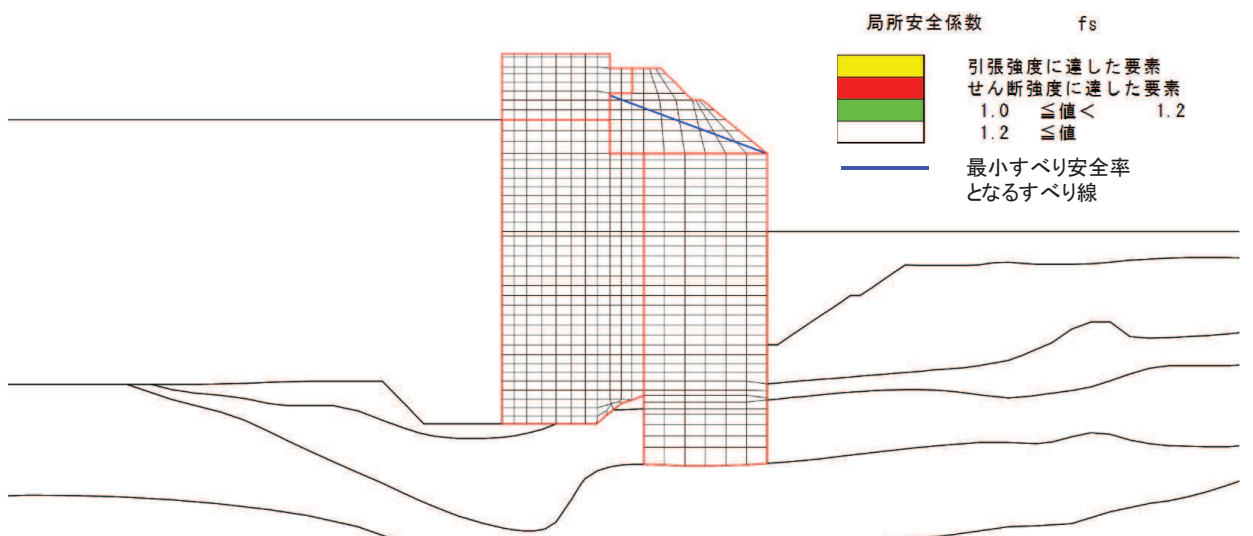 局所安全係数 fs
引張強度に達した要素
せん断強度に達した要素
1.0 ≦値< 1.2
1.2 ≦値
最小すべり安全率
となるすべり線